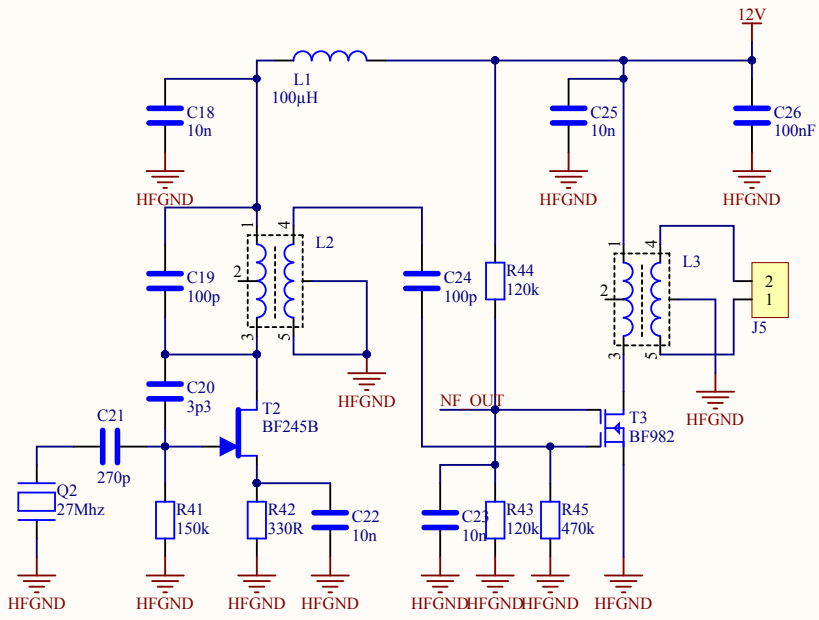 12V
L1
100µH
C18
10n
HFGND
C25
10n
HFGND
C26
100nF
HFGND
1
4
L2
2
3
5
C19
100p
C24
100p
R44
120k
HFGND
1
4
L3
2
3
5
2
1
J5
HFGND
C20
3p3
T2
BF245B
NF_OUT
T3
BF982
C21
270p
Q2
27Mhz
R41
150k
R42
330R
C22
10n
C23
10n
R43
120k
R45
470k
HFGND
HFGND
HFGND
HFGND
HFGND
HFGND
HFGND
HFGND